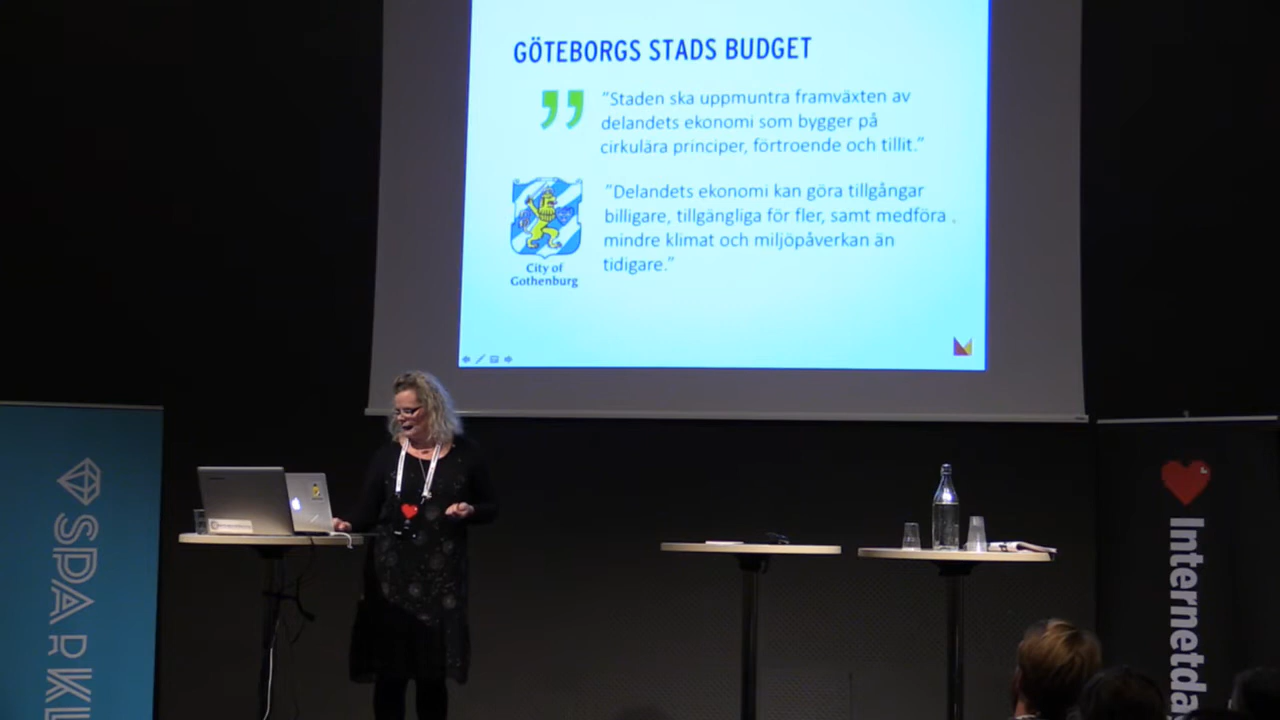 GÖTEBORGS STADS BUDGET
”Staden ska uppmuntra framväxten av
delandets ekonomi som bygger på
cirkulära principer, förtroende och tillit.”
”Delandets ekonomi kan göra tillgångar
billigare, tillgängliga för fler, samt medföra
mindre klimat och miljöpåverkan än
tidigare.”
City of
Gothenburg
SPARKL
Internetda